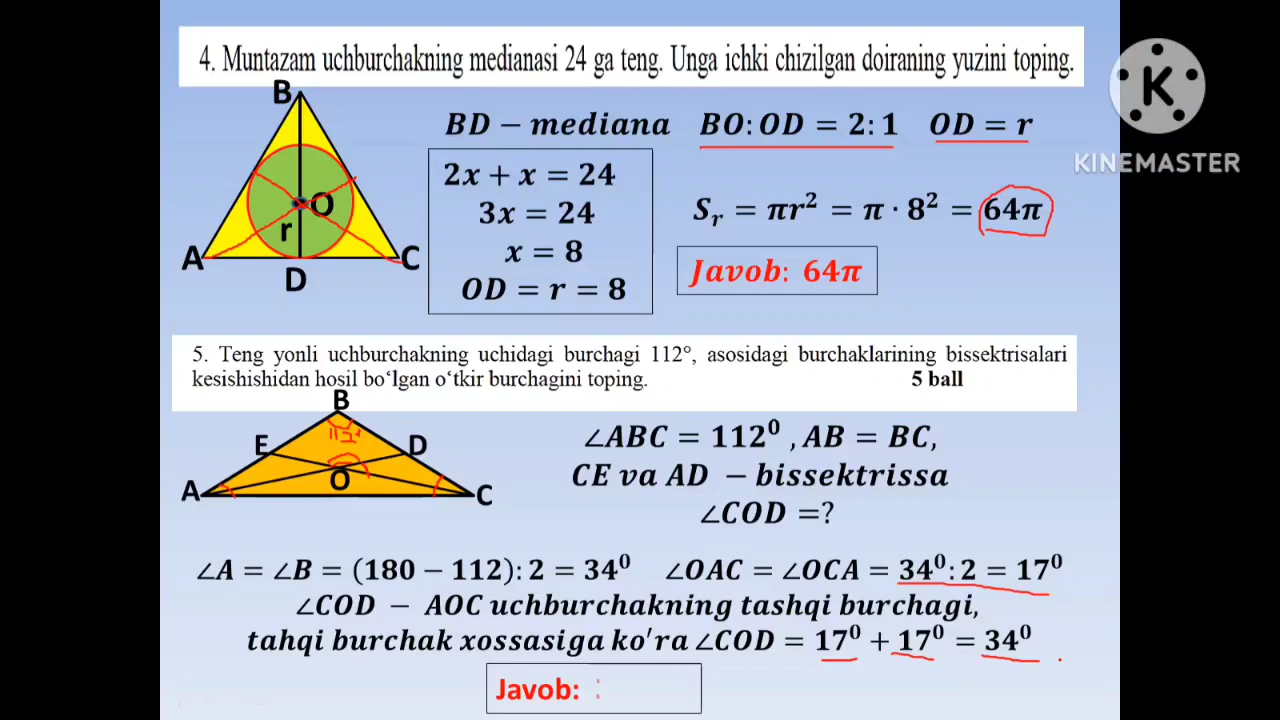 4. Muntazam uchburchakning medianasi 24 ga teng. Unga ichki chizilgan doiraning yuzini toping.
B
A
C
D
O
r
BD − mediana BO: OD = 2: 1 OD = r
2x + x = 24
3x = 24
x = 8
OD = r = 8
Sᵣ = πr² = π · 8² = 64π
Javob: 64π
K
KINEMASTER
5. Teng yonli uchburchakning uchidagi burchagi 112°, asosidagi burchaklarining bissektrisalari
kesishishidan hosil bo‘lgan o‘tkir burchagini toping. 5 ball
B
E
D
A
O
C
112°
∠ABC = 112⁰ , AB = BC,
CE va AD − bissektrissa
∠COD =?
∠A = ∠B = (180 − 112): 2 = 34⁰ ∠OAC = ∠OCA = 34⁰: 2 = 17⁰
∠COD − AOC uchburchakning tashqi burchagi,
tahqi burchak xossasiga ko′ra ∠COD = 17⁰ + 17⁰ = 34⁰
Javob: